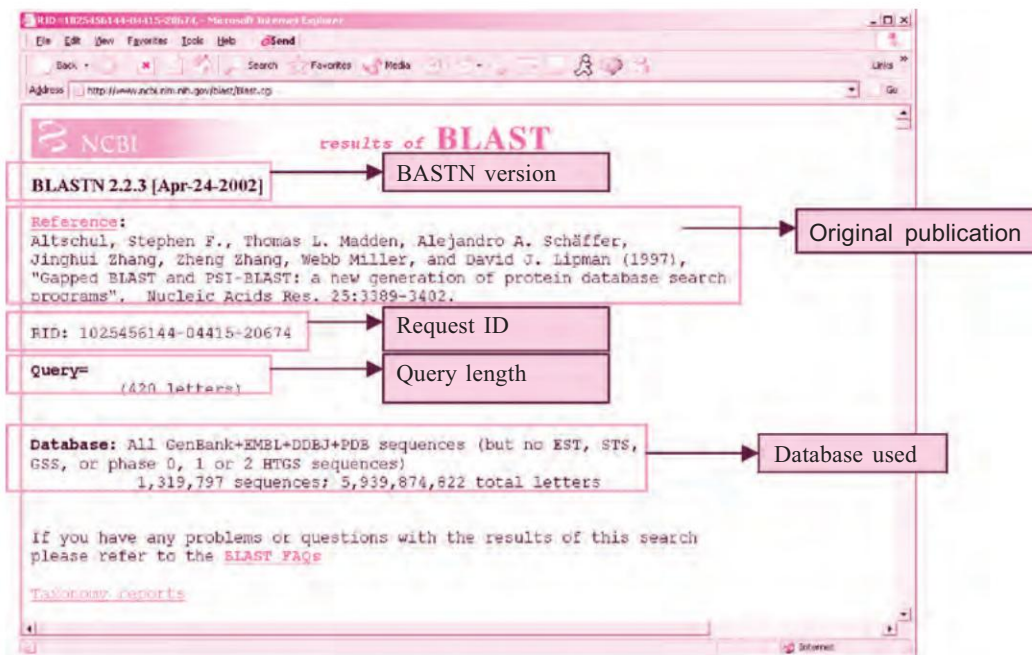 RID=1025456144-04415-20674, - Microsoft Internet Explorer
File Edit View Favorites Tools Help Send
Back Search Favorites Media Links »
Address http://www.ncbi.nlm.nih.gov/blast/Blast.cgi Go
NCBI results of BLAST
BLASTN 2.2.3 [Apr-24-2002]
BASTN version
Reference:
Altschul, Stephen F., Thomas L. Madden, Alejandro A. Schäffer,
Jinghui Zhang, Zheng Zhang, Webb Miller, and David J. Lipman (1997),
"Gapped BLAST and PSI-BLAST: a new generation of protein database search
programs", Nucleic Acids Res. 25:3389-3402.
Original publication
RID: 1025456144-04415-20674
Request ID
Query=
(420 letters)
Query length
Database: All GenBank+EMBL+DDBJ+PDB sequences (but no EST, STS,
GSS, or phase 0, 1 or 2 HTGS sequences)
1,319,797 sequences; 5,939,874,822 total letters
Database used
If you have any problems or questions with the results of this search
please refer to the BLAST FAQs
Taxonomy reports
Internet